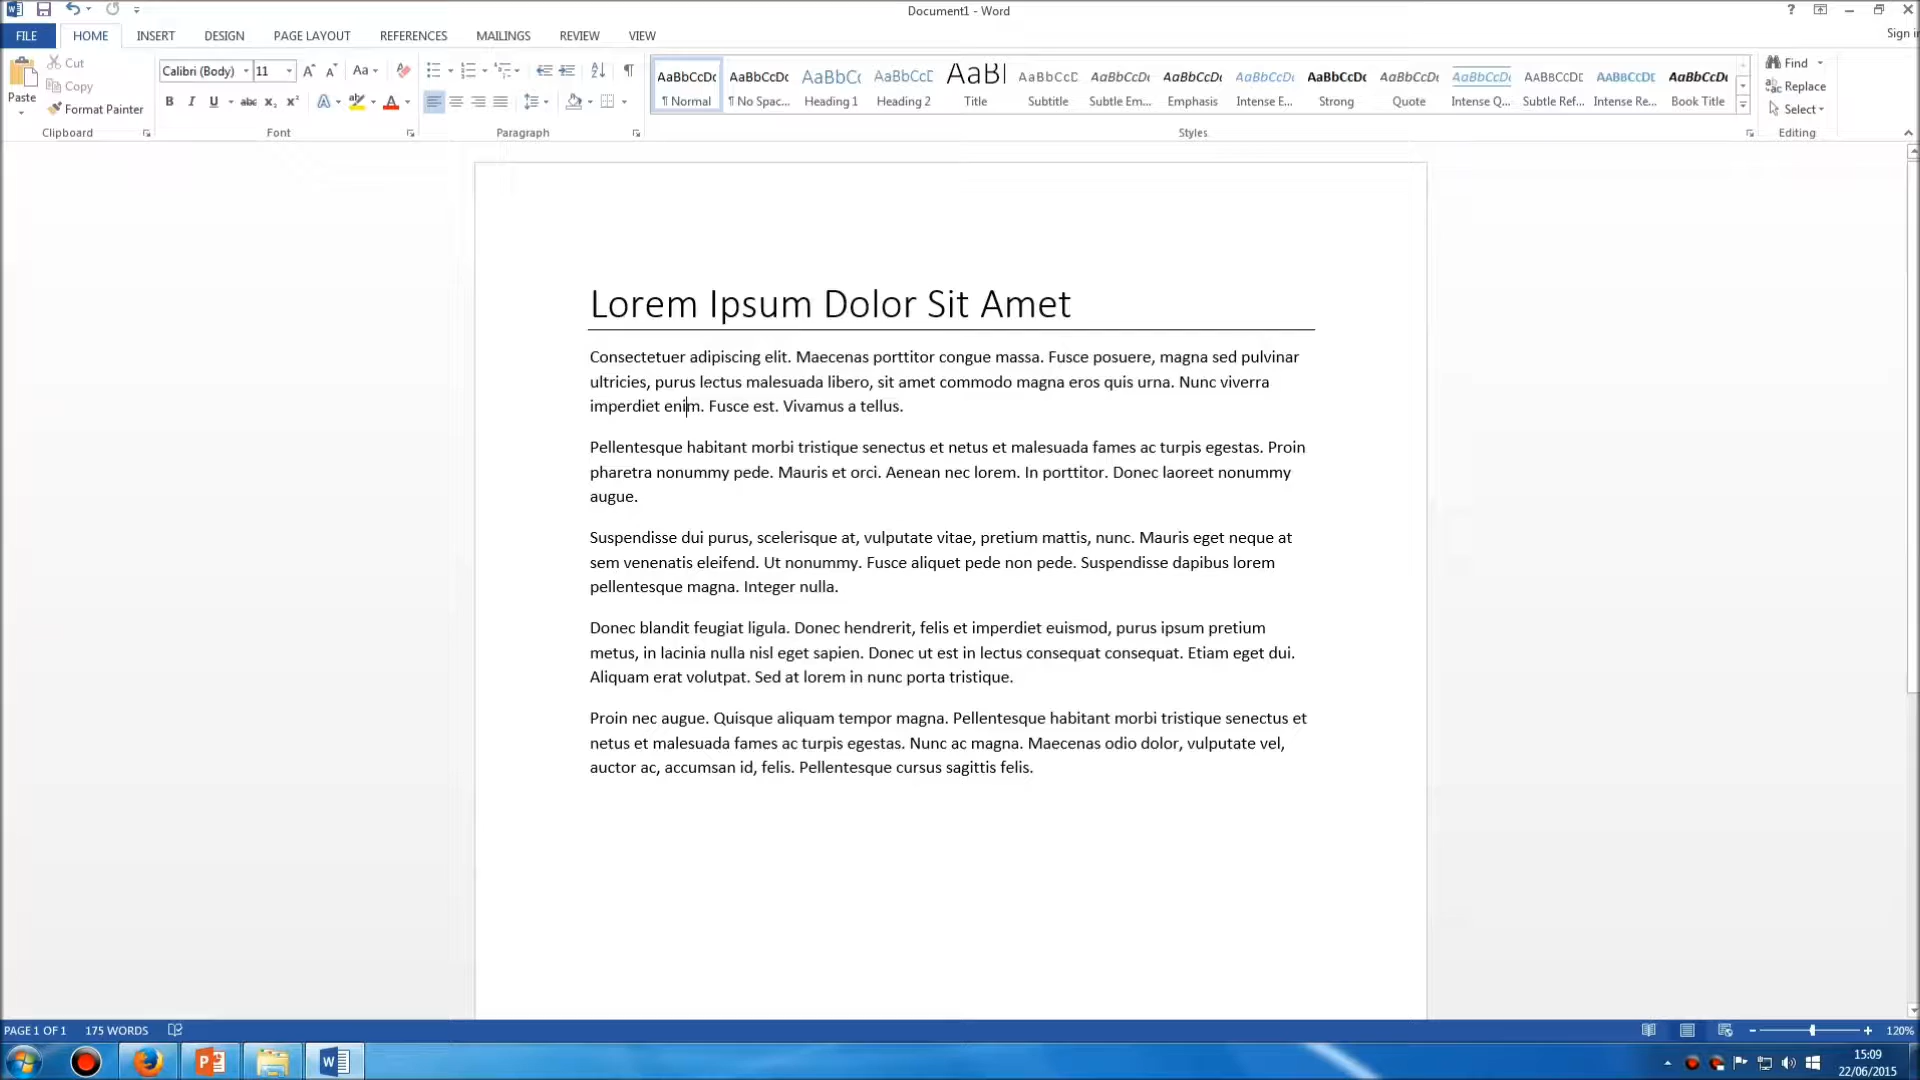 Document1 - Word
Sign in
FILE HOME INSERT DESIGN PAGE LAYOUT REFERENCES MAILINGS REVIEW VIEW
Paste
Cut
Copy
Format Painter
Clipboard
Calibri (Body) 11
Font
Paragraph
AaBbCcDc AaBbCcDc AaBbCc AaBbCcD AaB AaBbCcD AaBbCcDc AaBbCcDc AaBbCcDc AaBbCcDc AaBbCcDc AaBbCcDc AaBbCcDc AaBbCcDc AaBbCcDc
¶ Normal ¶ No Spac... Heading 1 Heading 2 Title Subtitle Subtle Em... Emphasis Intense E... Strong Quote Intense Q... Subtle Ref... Intense Re... Book Title
Styles
Find
Replace
Select
Editing
Lorem Ipsum Dolor Sit Amet
Consectetuer adipiscing elit. Maecenas porttitor congue massa. Fusce posuere, magna sed pulvinar
ultricies, purus lectus malesuada libero, sit amet commodo magna eros quis urna. Nunc viverra
imperdiet enim. Fusce est. Vivamus a tellus.
Pellentesque habitant morbi tristique senectus et netus et malesuada fames ac turpis egestas. Proin
pharetra nonummy pede. Mauris et orci. Aenean nec lorem. In porttitor. Donec laoreet nonummy
augue.
Suspendisse dui purus, scelerisque at, vulputate vitae, pretium mattis, nunc. Mauris eget neque at
sem venenatis eleifend. Ut nonummy. Fusce aliquet pede non pede. Suspendisse dapibus lorem
pellentesque magna. Integer nulla.
Donec blandit feugiat ligula. Donec hendrerit, felis et imperdiet euismod, purus ipsum pretium
metus, in lacinia nulla nisl eget sapien. Donec ut est in lectus consequat consequat. Etiam eget dui.
Aliquam erat volutpat. Sed at lorem in nunc porta tristique.
Proin nec augue. Quisque aliquam tempor magna. Pellentesque habitant morbi tristique senectus et
netus et malesuada fames ac turpis egestas. Nunc ac magna. Maecenas odio dolor, vulputate vel,
auctor ac, accumsan id, felis. Pellentesque cursus sagittis felis.
PAGE 1 OF 1 175 WORDS
120%
15:09
22/06/2015